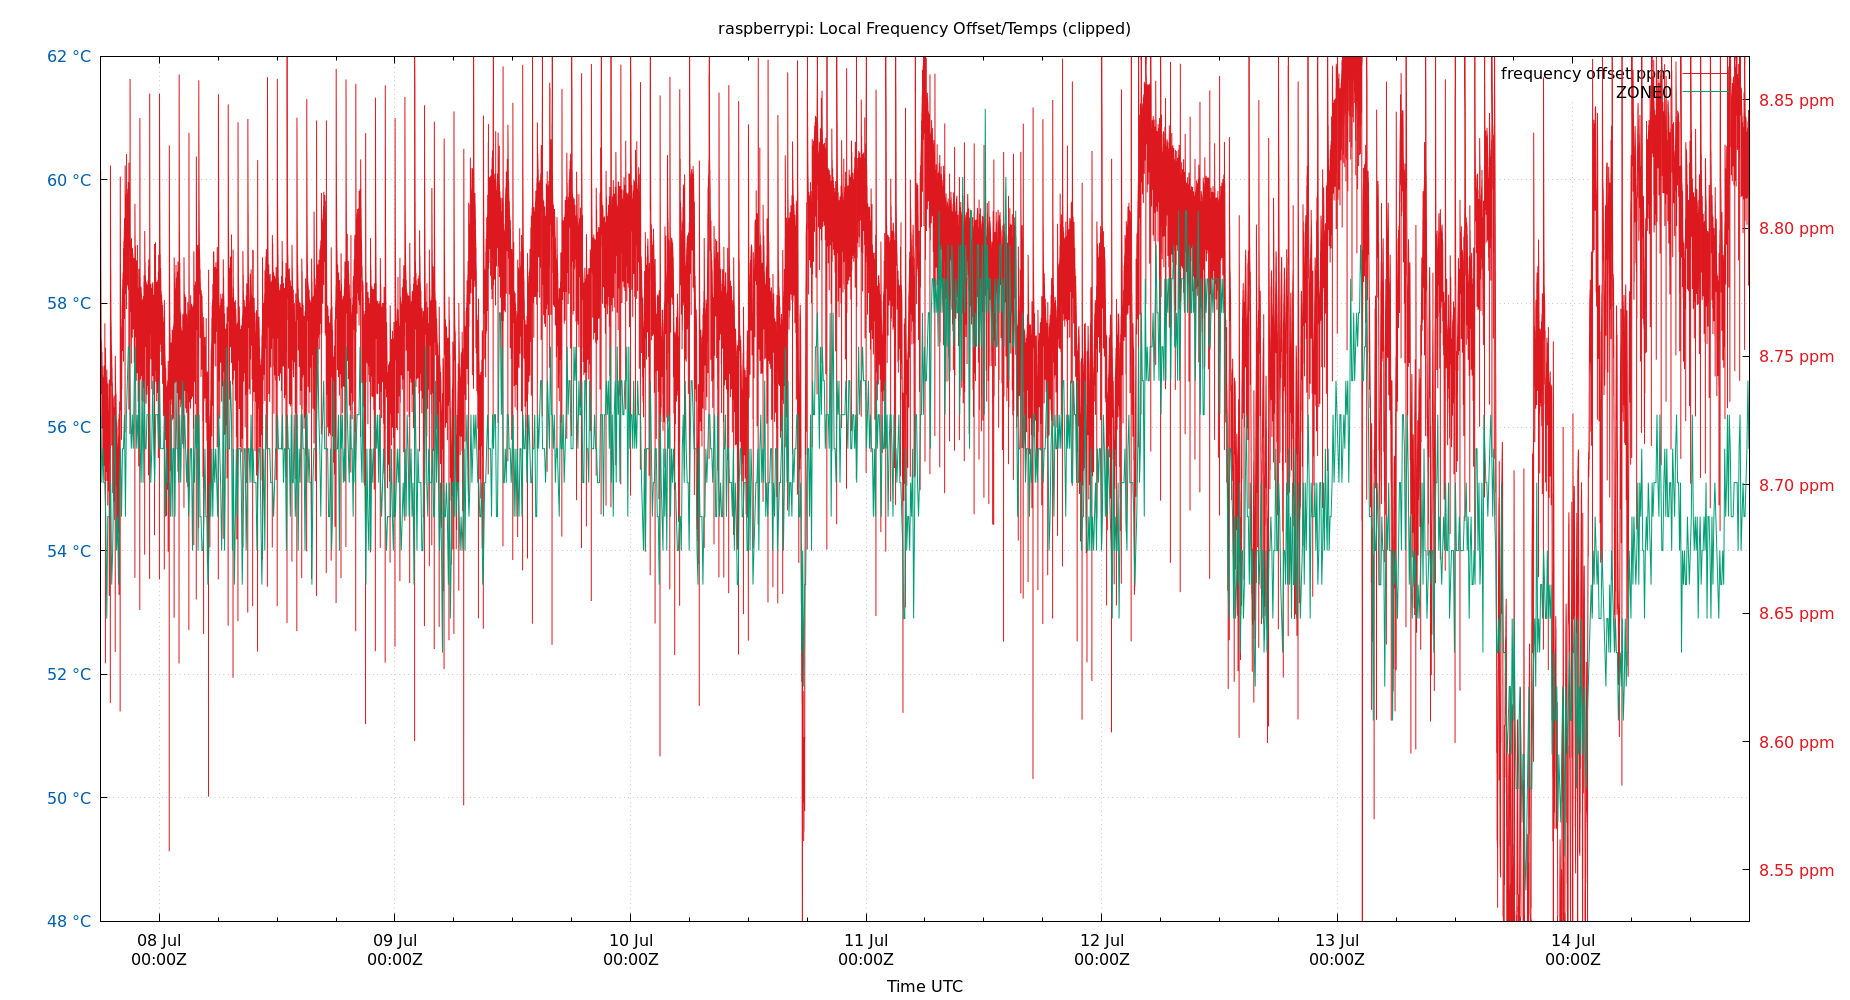 raspberrypi: Local Frequency Offset/Temps (clipped)
62 °C
60 °C
58 °C
56 °C
54 °C
52 °C
50 °C
48 °C
frequency offset ppm
ZONE0
8.85 ppm
8.80 ppm
8.75 ppm
8.70 ppm
8.65 ppm
8.60 ppm
8.55 ppm
08 Jul
00:00Z
09 Jul
00:00Z
10 Jul
00:00Z
11 Jul
00:00Z
12 Jul
00:00Z
13 Jul
00:00Z
14 Jul
00:00Z
Time UTC